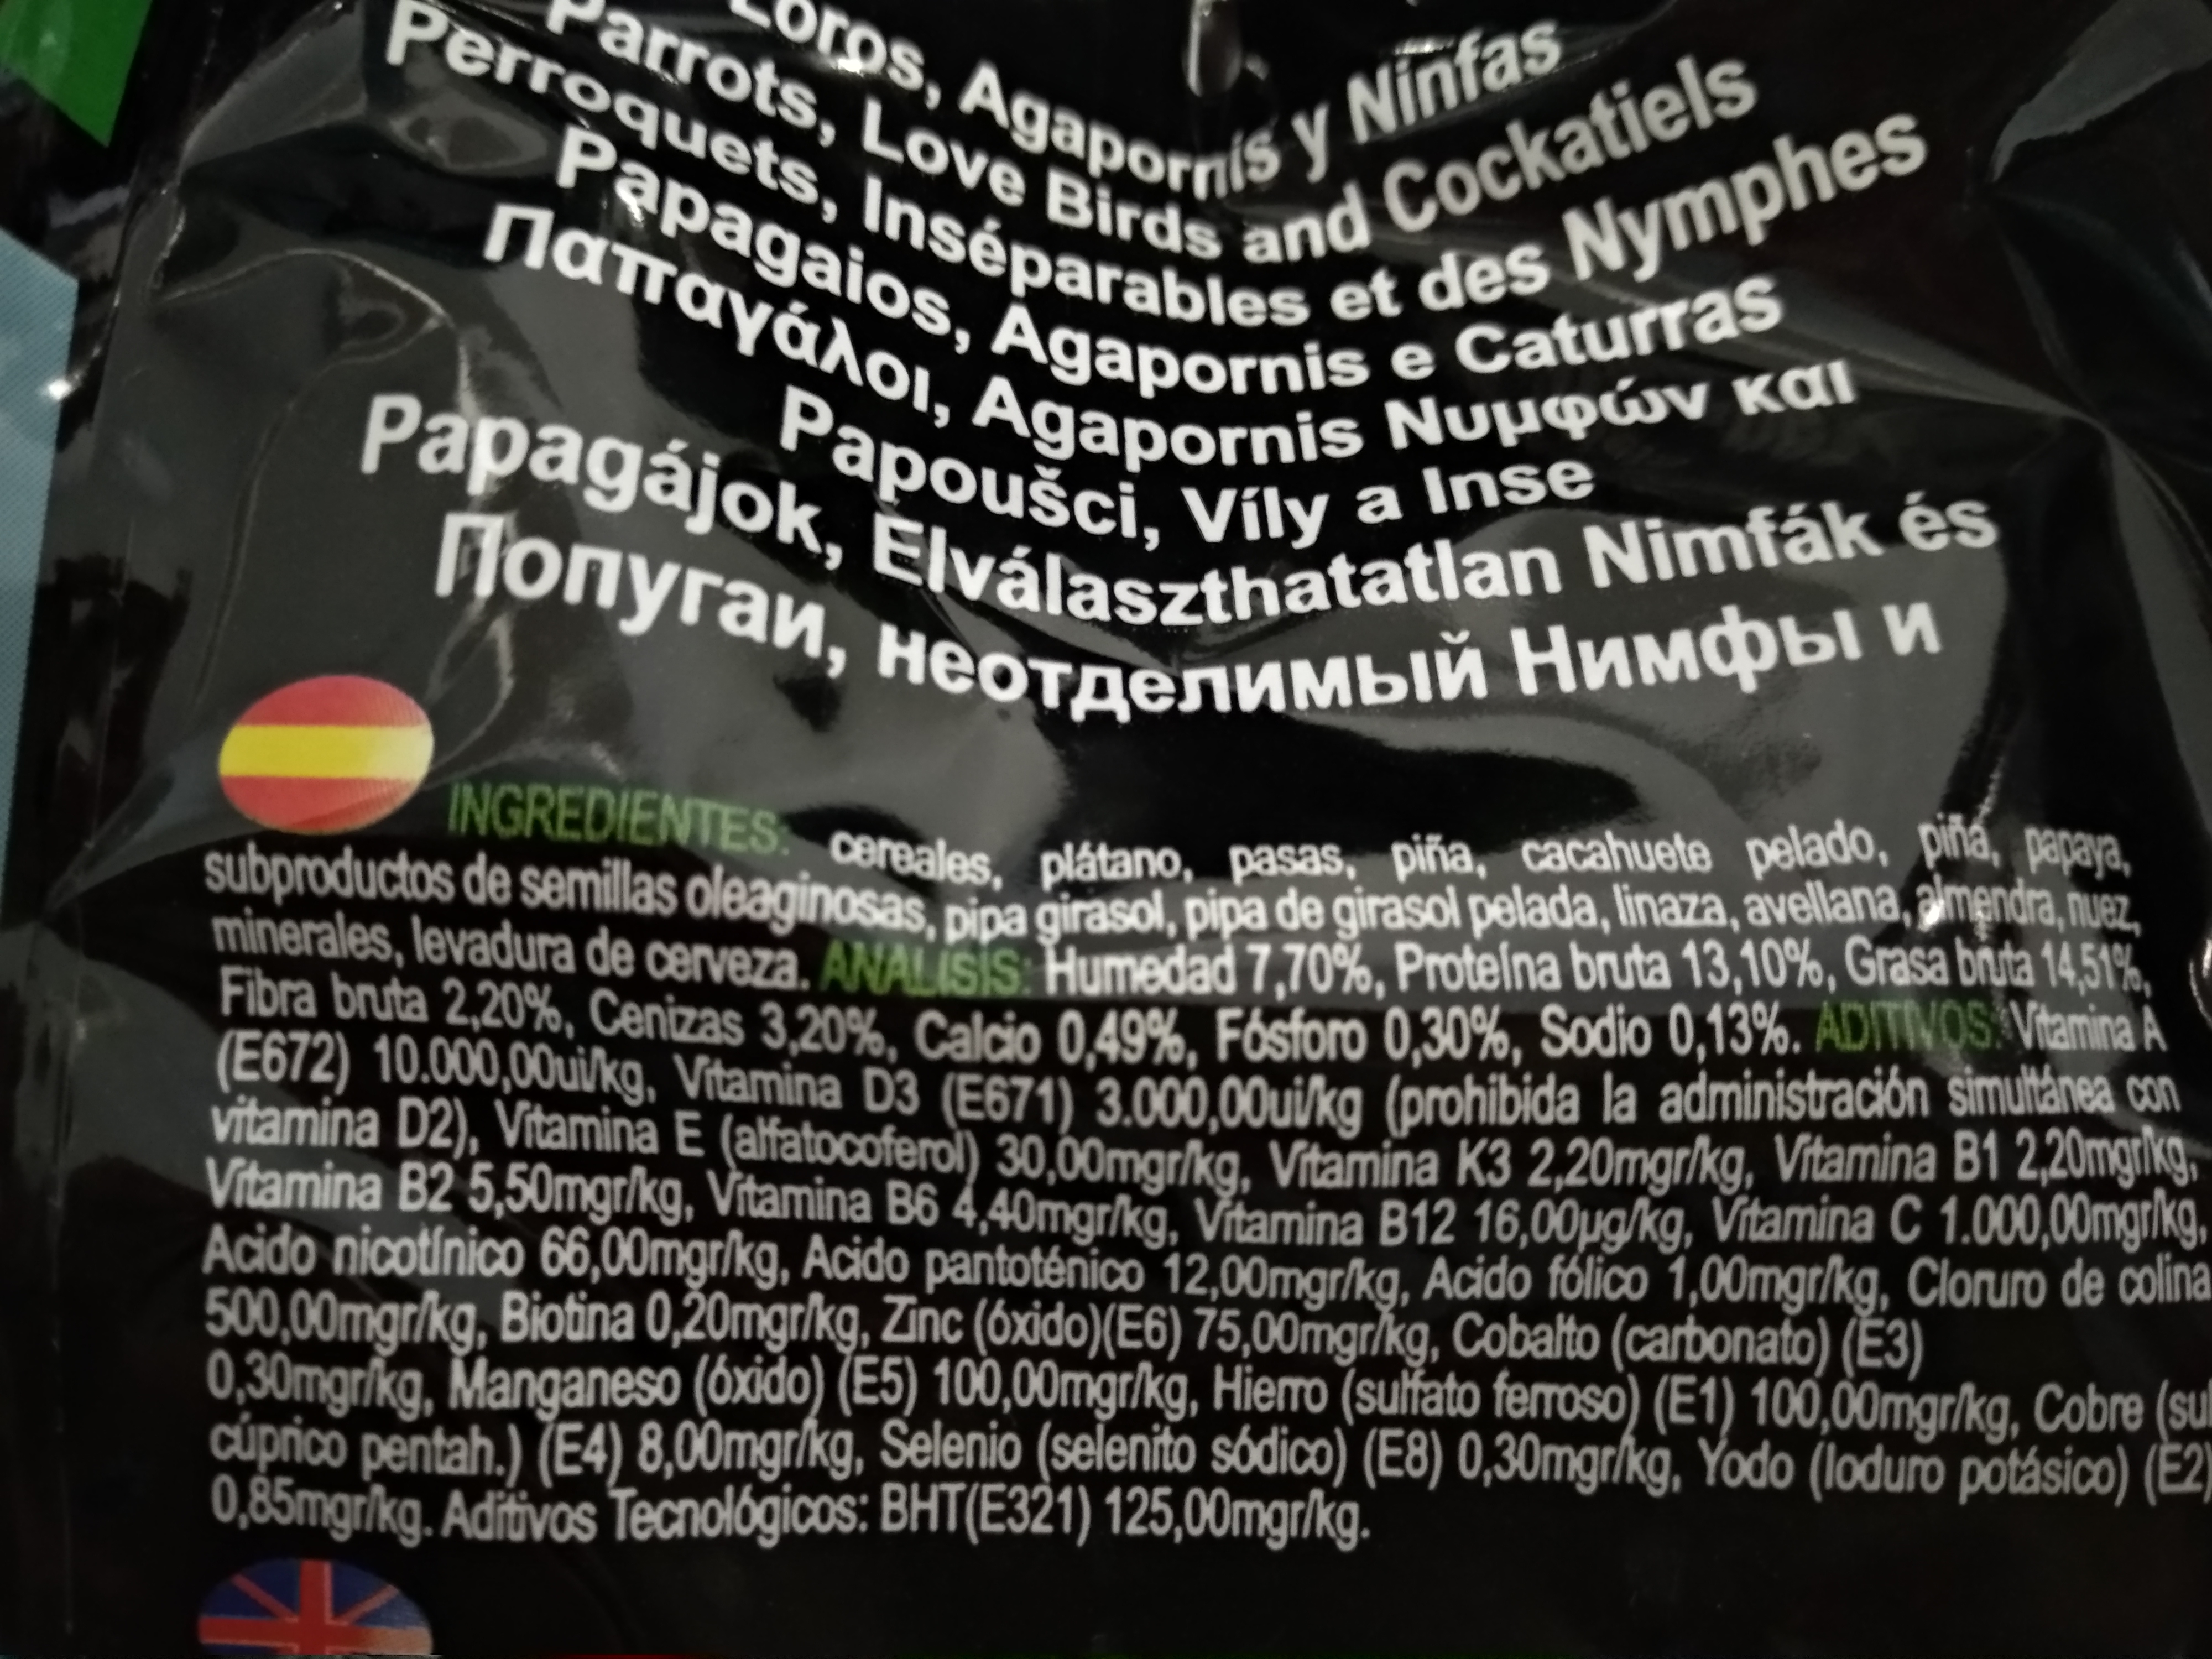 Loros, Agapornis y Ninfas
Parrots, Love Birds and Cockatiels
Perroquets, Inséparables et des Nymphes
Papagaios, Agapornis e Caturras
Παπαγάλοι, Agapornis Νυμφών και
Papoušci, Víly a Inse
Papagájok, Elválaszthatatlan Nimfák és
Попугаи, неотделимый Нимфы и
INGREDIENTES: cereales, plátano, pasas, piña, cacahuete pelado, piña, papaya,
subproductos de semillas oleaginosas, pipa girasol, pipa de girasol pelada, linaza, avellana, almendra, nuez,
minerales, levadura de cerveza. ANALISIS: Humedad 7,70%, Proteína bruta 13,10%, Grasa bruta 14,51%,
Fibra bruta 2,20%, Cenizas 3,20%, Calcio 0,49%, Fósforo 0,30%, Sodio 0,13%. ADITIVOS: Vitamina A
(E672) 10.000,00ui/kg, Vitamina D3 (E671) 3.000,00ui/kg (prohibida la administración simultánea con
vitamina D2), Vitamina E (alfatocoferol) 30,00mgr/kg, Vitamina K3 2,20mgr/kg, Vitamina B1 2,20mgr/kg,
Vitamina B2 5,50mgr/kg, Vitamina B6 4,40mgr/kg, Vitamina B12 16,00µg/kg, Vitamina C 1.000,00mgr/kg,
Acido nicotínico 66,00mgr/kg, Acido pantoténico 12,00mgr/kg, Acido fólico 1,00mgr/kg, Cloruro de colina
500,00mgr/kg, Biotina 0,20mgr/kg, Zinc (óxido)(E6) 75,00mgr/kg, Cobalto (carbonato) (E3)
0,30mgr/kg, Manganeso (óxido) (E5) 100,00mgr/kg, Hierro (sulfato ferroso) (E1) 100,00mgr/kg, Cobre
cúprico pentah.) (E4) 8,00mgr/kg, Selenio (selenito sódico) (E8) 0,30mgr/kg, Yodo (Ioduro potásico) (E2)
0,85mgr/kg. Aditivos Tecnológicos: BHT(E321) 125,00mgr/kg.